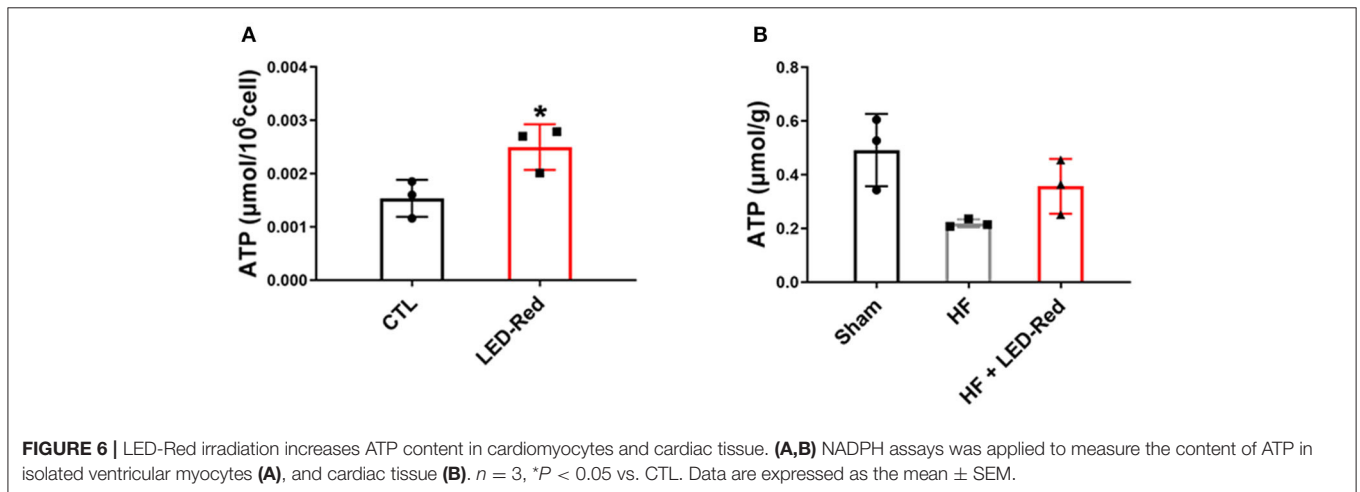 A
ATP (µmol/10⁶cell)
0.004
0.003
0.002
0.001
0.000
*
CTL
LED-Red
B
ATP (µmol/g)
0.8
0.6
0.4
0.2
0.0
Sham
HF
HF + LED-Red
FIGURE 6 | LED-Red irradiation increases ATP content in cardiomyocytes and cardiac tissue. (A,B) NADPH assays was applied to measure the content of ATP in
isolated ventricular myocytes (A), and cardiac tissue (B). n = 3, *P < 0.05 vs. CTL. Data are expressed as the mean ± SEM.